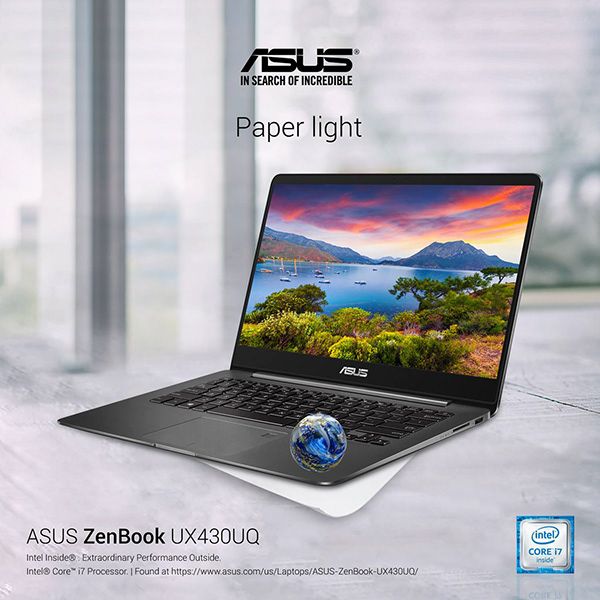 ASUS®
IN SEARCH OF INCREDIBLE
Paper light
ASUS
ASUS ZenBook UX430UQ
Intel Inside®. Extraordinary Performance Outside.
Intel® Core™ i7 Processor. | Found at https://www.asus.com/us/Laptops/ASUS-ZenBook-UX430UQ/
intel
CORE i7
inside™